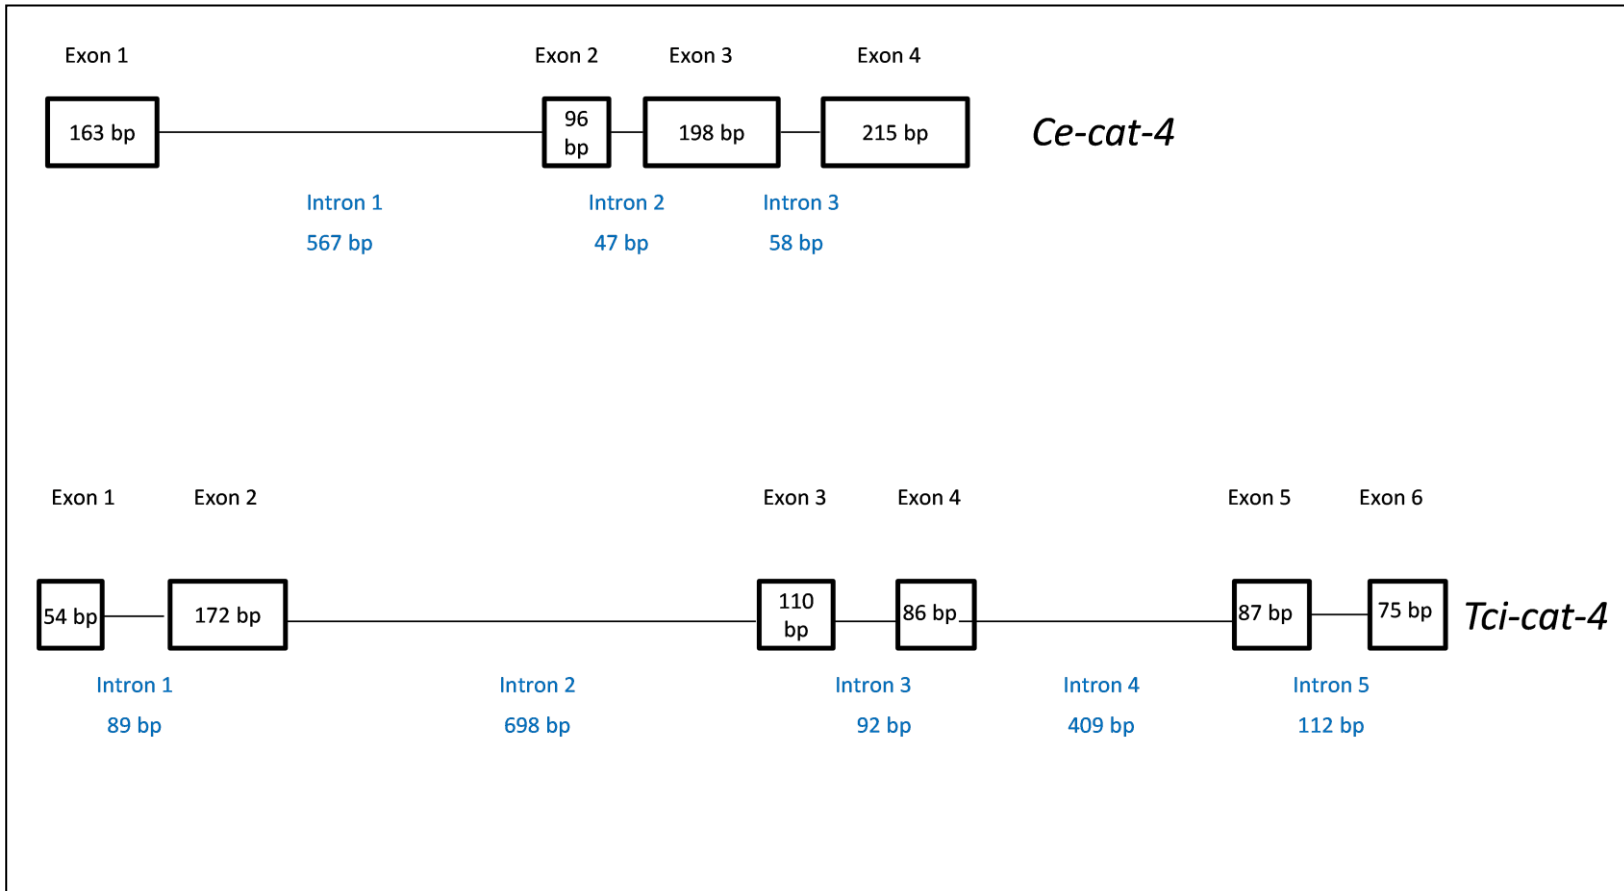 Exon 1 Exon 2 Exon 3 Exon 4
163 bp 96 bp 198 bp 215 bp Ce-cat-4
Intron 1 Intron 2 Intron 3
567 bp 47 bp 58 bp
Exon 1 Exon 2 Exon 3 Exon 4 Exon 5 Exon 6
54 bp 172 bp 110 bp 86 bp 87 bp 75 bp Tci-cat-4
Intron 1 Intron 2 Intron 3 Intron 4 Intron 5
89 bp 698 bp 92 bp 409 bp 112 bp